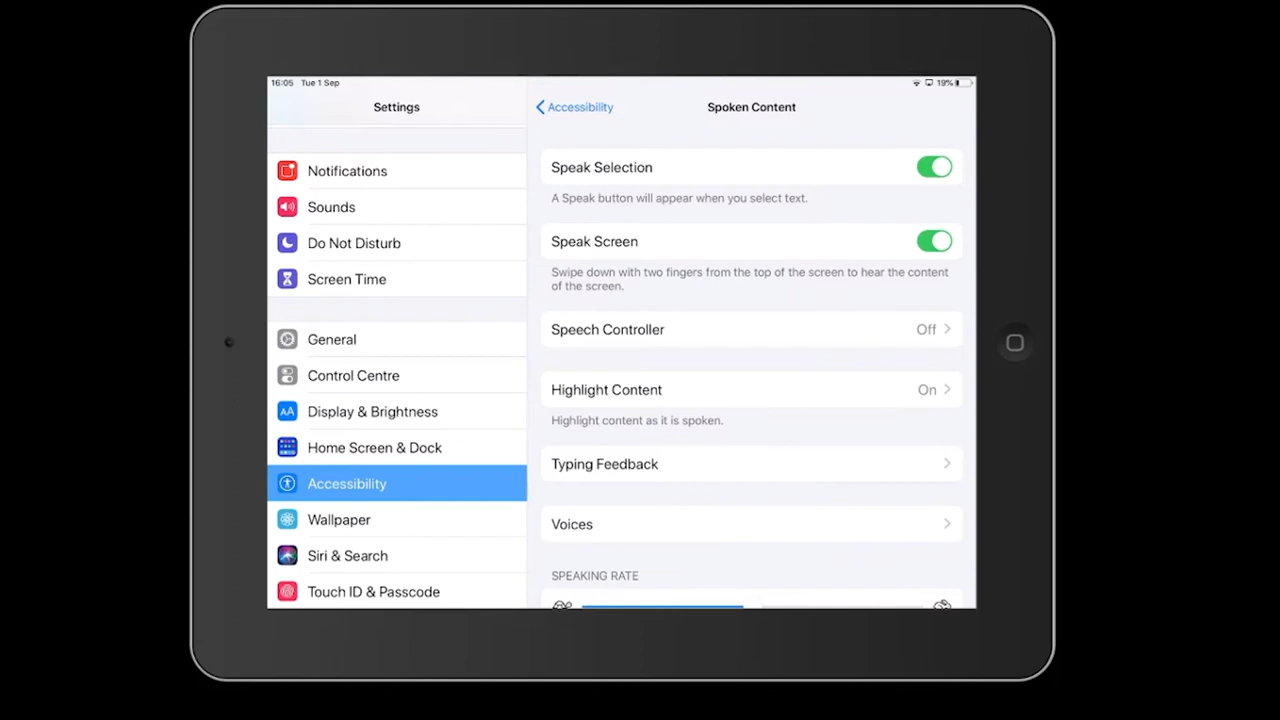 16:05 Tue 1 Sep
19%
Settings
Notifications
Sounds
Do Not Disturb
Screen Time
General
Control Centre
AA Display & Brightness
Home Screen & Dock
Accessibility
Wallpaper
Siri & Search
Touch ID & Passcode
Accessibility
Spoken Content
Speak Selection
A Speak button will appear when you select text.
Speak Screen
Swipe down with two fingers from the top of the screen to hear the content
of the screen.
Speech Controller Off
Highlight Content On
Highlight content as it is spoken.
Typing Feedback
Voices
SPEAKING RATE